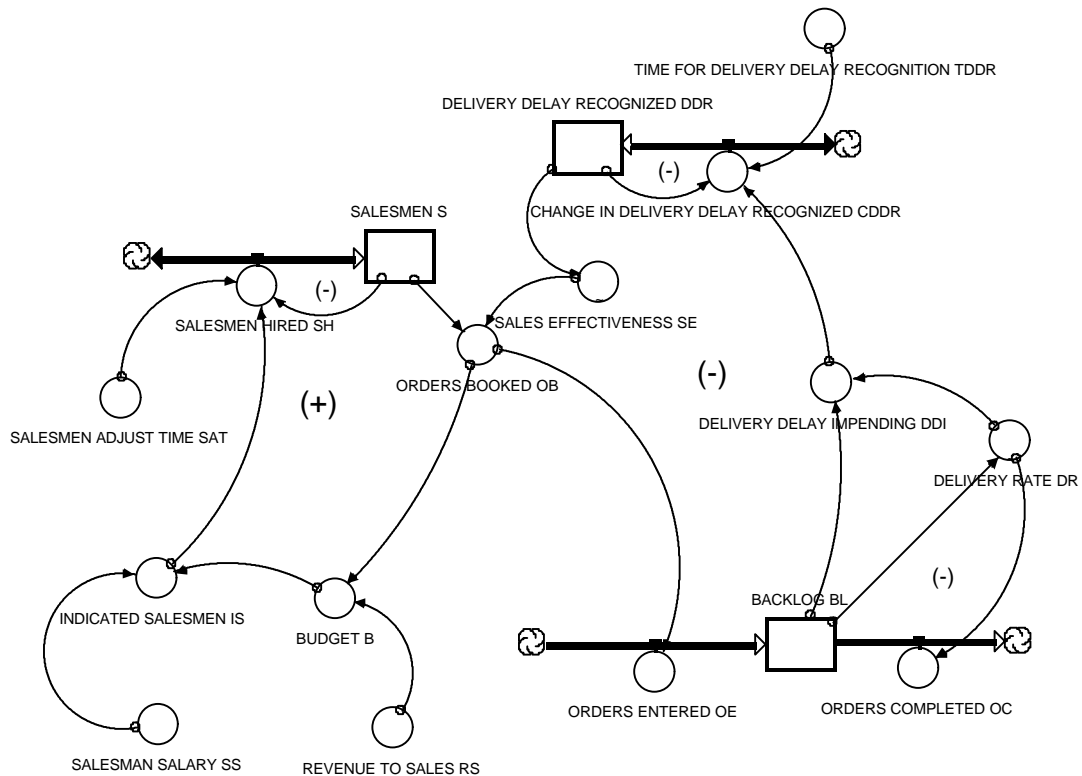 TIME FOR DELIVERY DELAY RECOGNITION TDDR
DELIVERY DELAY RECOGNIZED DDR
(-)
CHANGE IN DELIVERY DELAY RECOGNIZED CDDR
SALESMEN S
(-)
SALESMEN HIRED SH
SALES EFFECTIVENESS SE
ORDERS BOOKED OB
(-)
(+)
SALESMEN ADJUST TIME SAT
DELIVERY DELAY IMPENDING DDI
DELIVERY RATE DR
(-)
BACKLOG BL
INDICATED SALESMEN IS
BUDGET B
ORDERS ENTERED OE
ORDERS COMPLETED OC
SALESMAN SALARY SS
REVENUE TO SALES RS